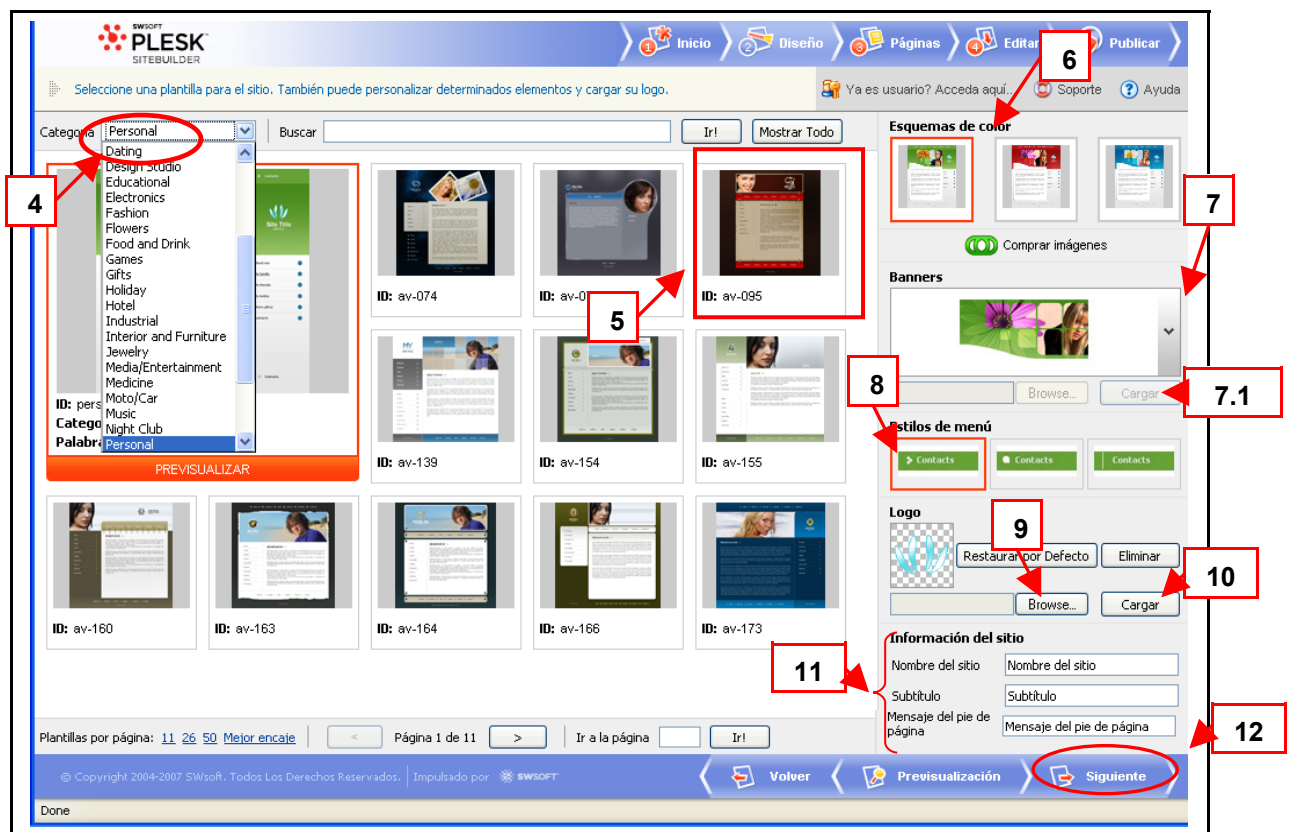 SWSOFT
PLESK
SITEBUILDER
1 Inicio
2 Diseño
3 Páginas
4 Editar
Publicar
6
Seleccione una plantilla para el sitio. También puede personalizar determinados elementos y cargar su logo.
Ya es usuario? Acceda aquí...
Soporte
Ayuda
Categoría Personal
Buscar
Ir!
Mostrar Todo
Esquemas de color
Dating
Design Studio
Educational
Electronics
Fashion
Flowers
Food and Drink
Games
Gifts
Holiday
Hotel
Industrial
Interior and Furniture
Jewelry
Media/Entertainment
Medicine
Moto/Car
Music
Night Club
Personal
4
Site Title
ID: pers
Catego
Palabra
PREVISUALIZAR
ID: av-074
ID: av-0
ID: av-095
5
ID: av-139
ID: av-154
ID: av-155
ID: av-160
ID: av-163
ID: av-164
ID: av-166
ID: av-173
7
Comprar imágenes
Banners
Browse...
Cargar
7.1
8
Estilos de menú
Contacts
Contacts
Contacts
Logo
9
Restaurar por Defecto
Eliminar
10
Browse...
Cargar
Información del sitio
11
Nombre del sitio
Nombre del sitio
Subtítulo
Subtítulo
Mensaje del pie de
página
Mensaje del pie de página
12
Plantillas por página: 11 26 50 Mejor encaje
<
Página 1 de 11
>
Ir a la página
Ir!
© Copyright 2004-2007 SWsoft. Todos Los Derechos Reservados.
Impulsado por SWSOFT
Volver
Previsualización
Siguiente
Done